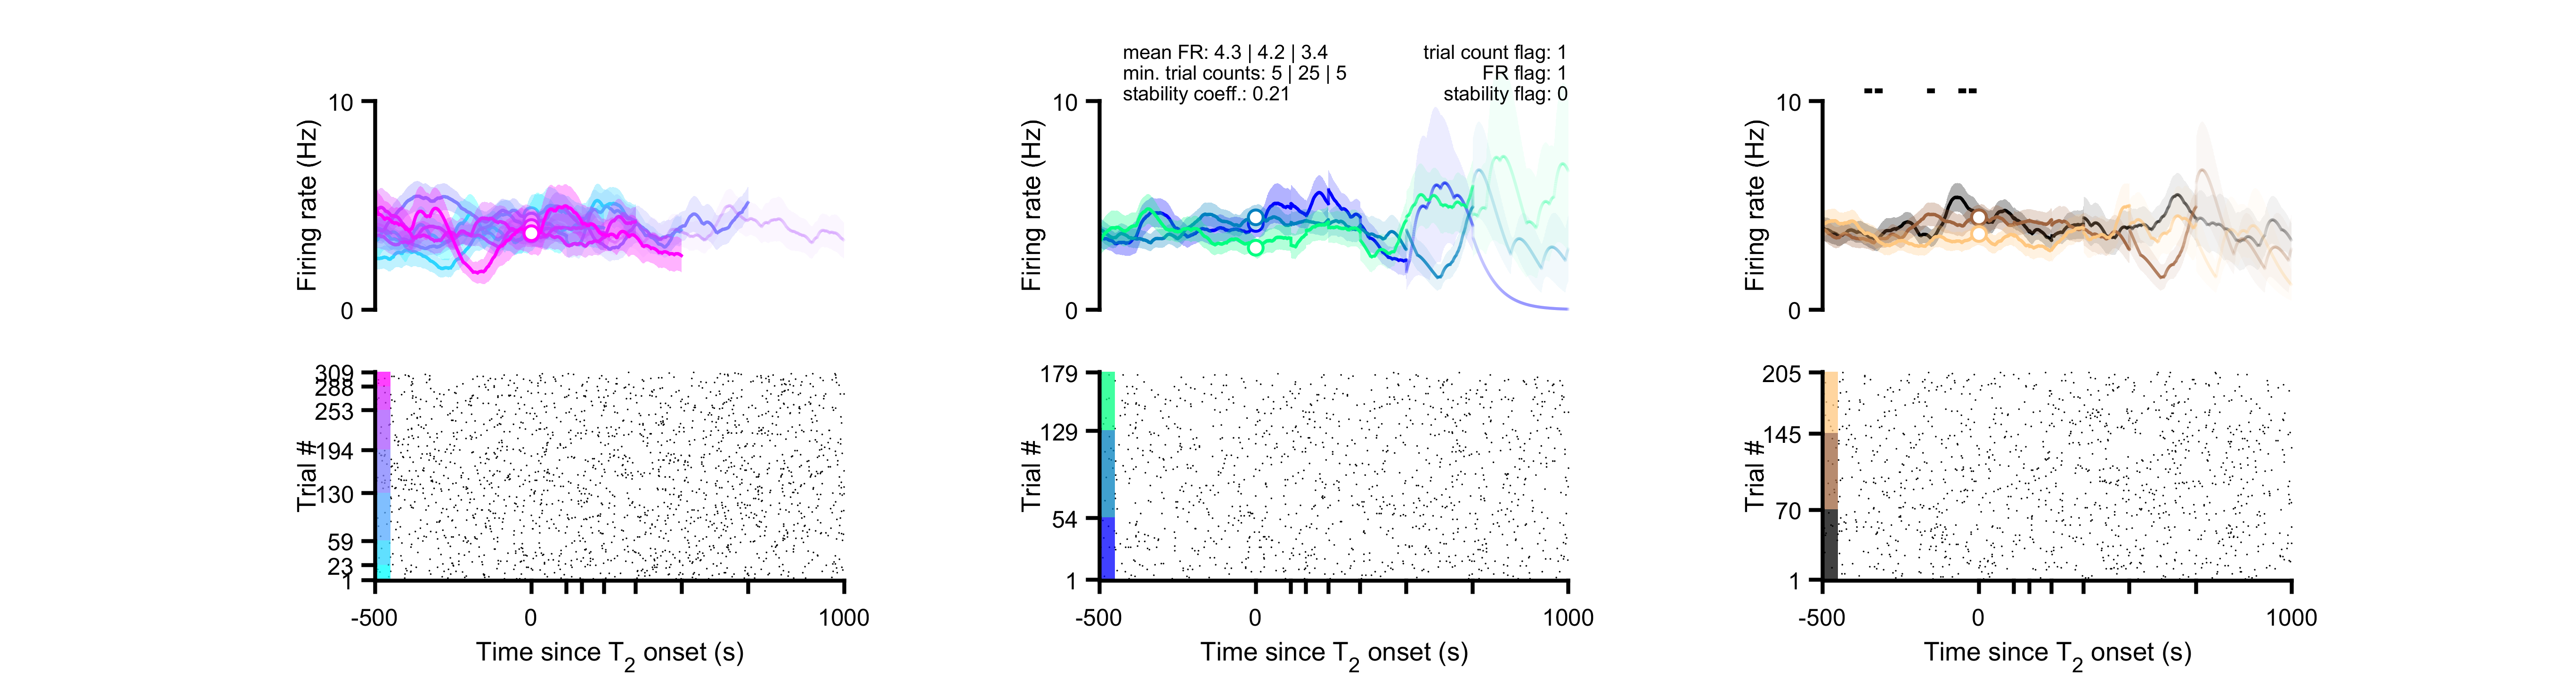 mean FR: 4.3 | 4.2 | 3.4
min. trial counts: 5 | 25 | 5
stability coeff.: 0.21
trial count flag: 1
FR flag: 1
stability flag: 0
Firing rate (Hz)
10
0
Firing rate (Hz)
10
0
Firing rate (Hz)
10
0
Trial #
309
288
253
194
130
59
23
1
-500
0
1000
Time since T2 onset (s)
Trial #
179
129
54
1
-500
0
1000
Time since T2 onset (s)
Trial #
205
145
70
1
-500
0
1000
Time since T2 onset (s)